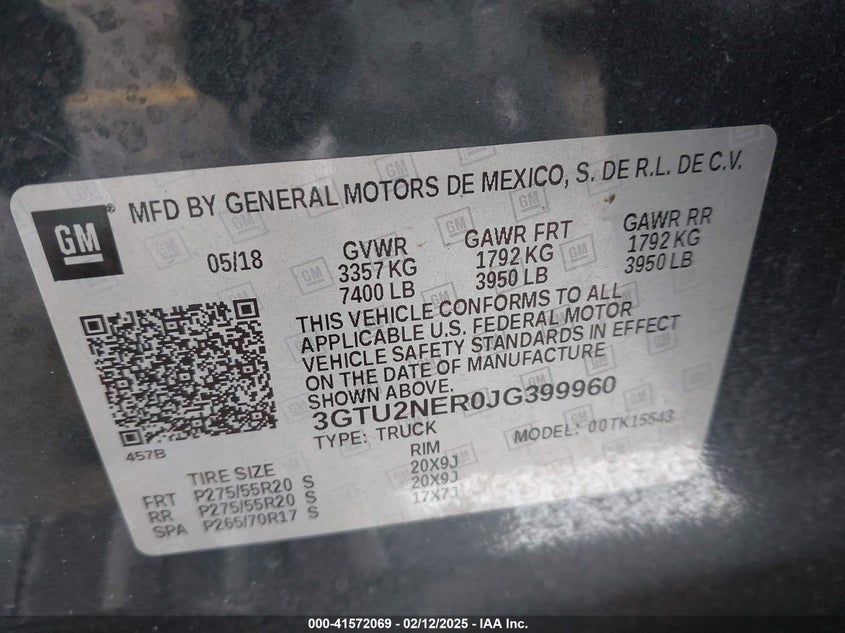 GM
MFD BY GENERAL MOTORS DE MEXICO, S. DE R.L. DE C.V.
05/18
GVWR
3357 KG
7400 LB
GAWR FRT
1792 KG
3950 LB
GAWR RR
1792 KG
3950 LB
THIS VEHICLE CONFORMS TO ALL
APPLICABLE U.S. FEDERAL MOTOR
VEHICLE SAFETY STANDARDS IN EFFECT
ON THE DATE OF MANUFACTURE
SHOWN ABOVE.
3GTU2NER0JG399960
TYPE: TRUCK
MODEL: 00TK15543
457B
TIRE SIZE RIM
FRT P275/55R20 S 20X9J
RR P275/55R20 S 20X9J
SPA P265/70R17 S 17X7J
000-41572069 / 02/12/2025 - IAA Inc.